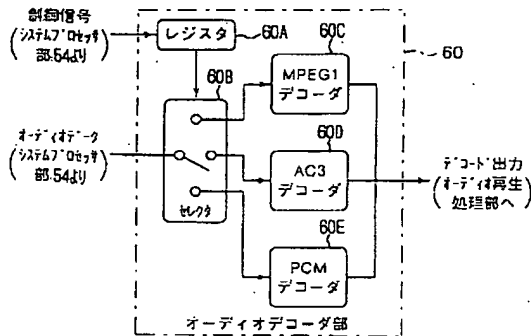 制御信号
(システムプロセッサ
部54より)
レジスタ
60A
60B
セレクタ
オーディオデータ
(システムプロセッサ
部54より)
60C
MPEG1
デコーダ
60D
AC3
デコーダ
60E
PCM
デコーダ
60
デコード出力
(オーディオ再生
処理部へ)
オーディオデコーダ部